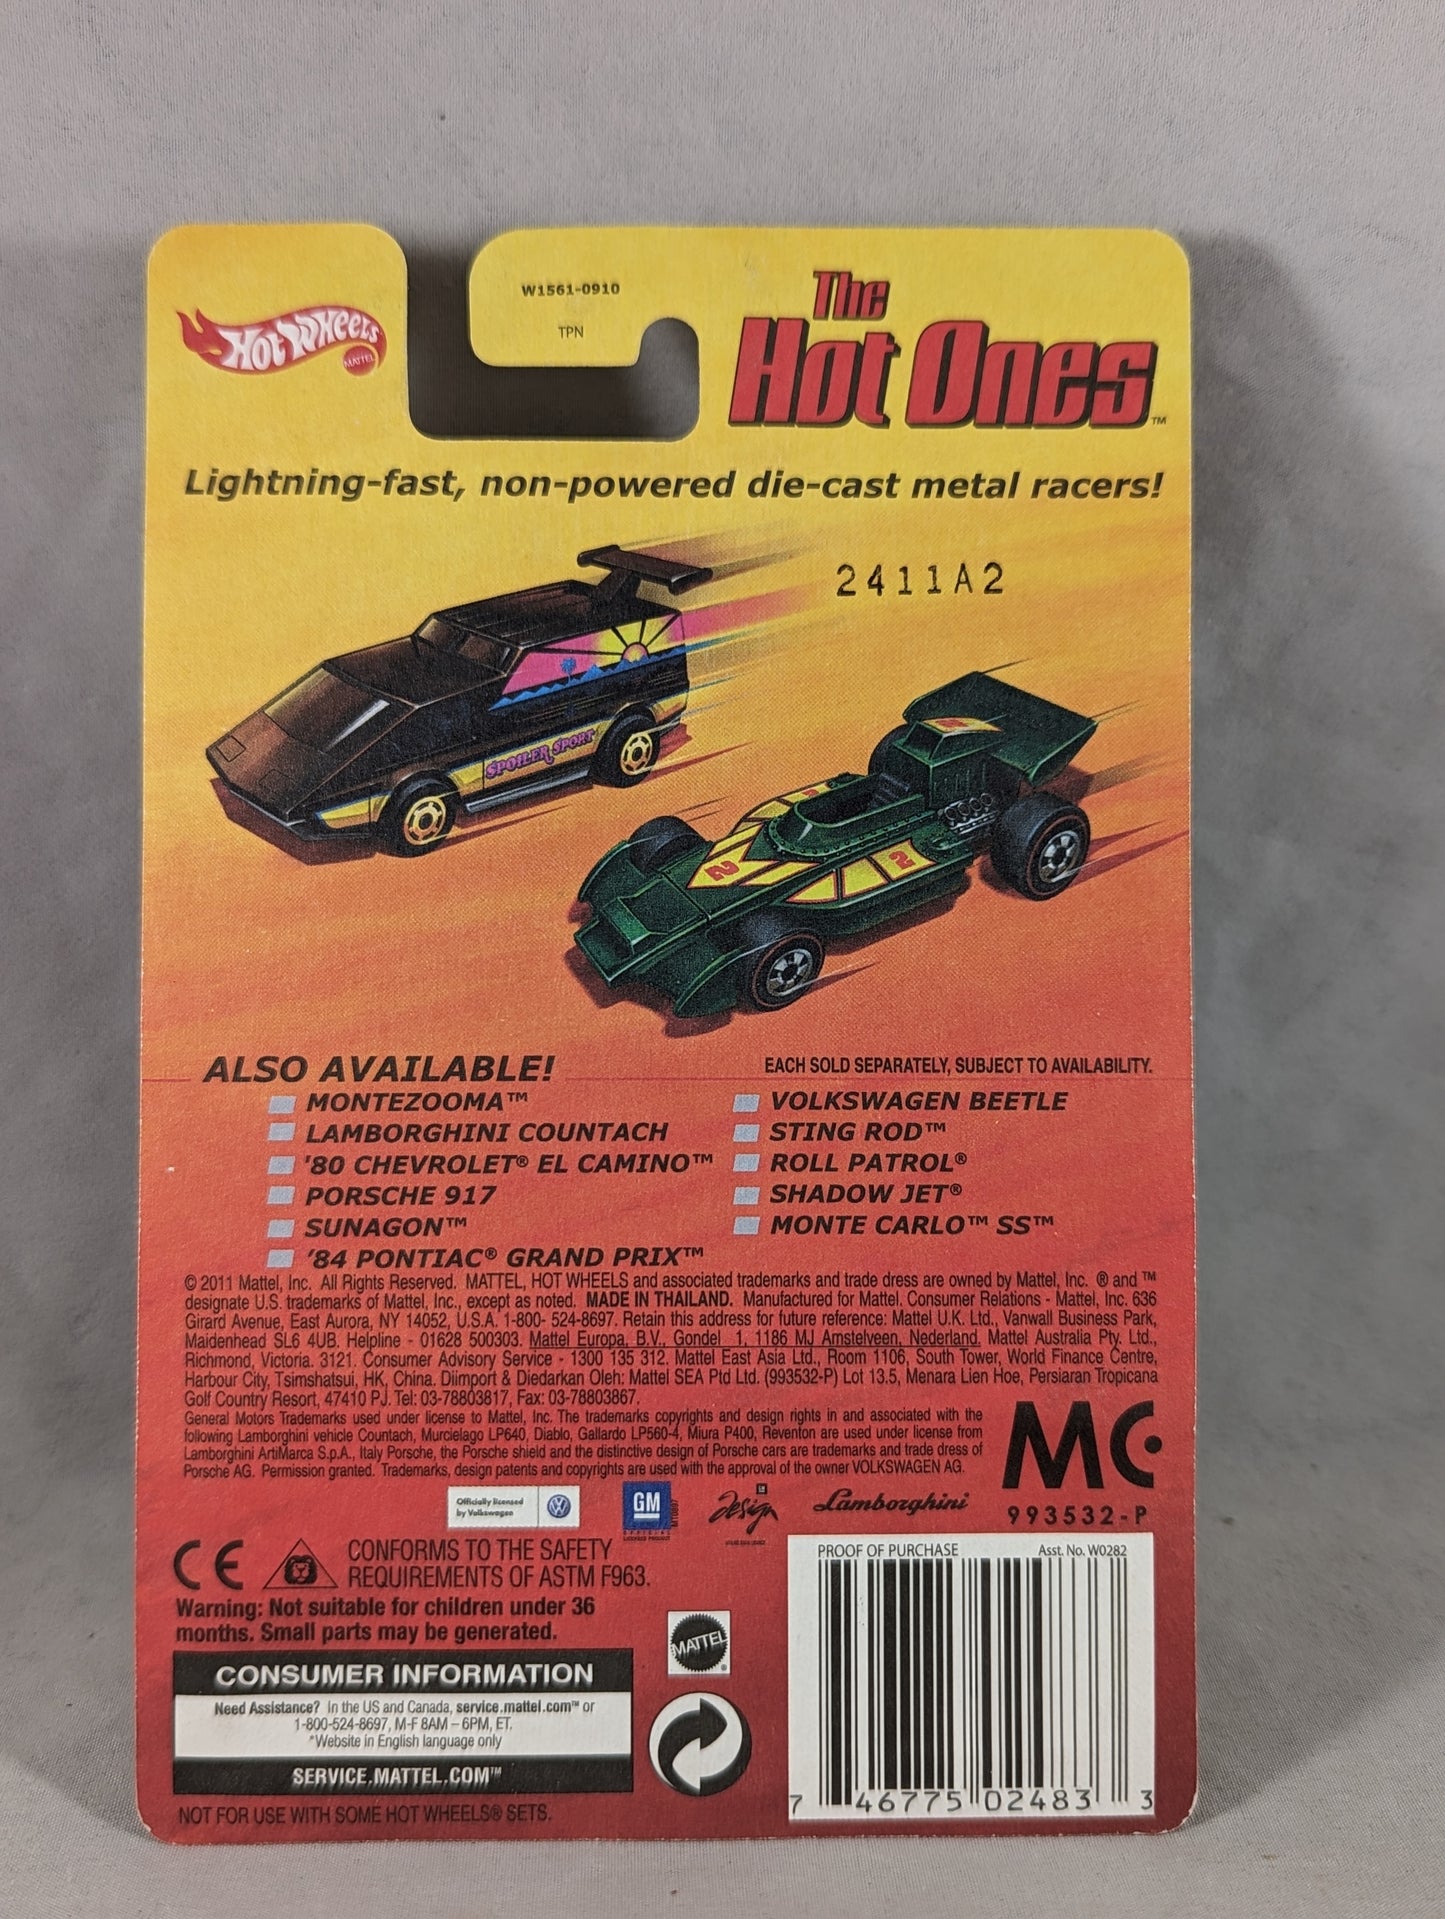 W1561-0910
TPN
HOT WHEELS
MATTEL
The
Hot Ones™
Lightning-fast, non-powered die-cast metal racers!
2411A2
SPOILER SPORT
2
2
ALSO AVAILABLE!
EACH SOLD SEPARATELY, SUBJECT TO AVAILABILITY.
MONTEZOOMA™
LAMBORGHINI COUNTACH
'80 CHEVROLET® EL CAMINO™
PORSCHE 917
SUNAGON™
'84 PONTIAC® GRAND PRIX™
VOLKSWAGEN BEETLE
STING ROD™
ROLL PATROL®
SHADOW JET®
MONTE CARLO™ SS™
© 2011 Mattel, Inc. All Rights Reserved. MATTEL, HOT WHEELS and associated trademarks and trade dress are owned by Mattel, Inc. ® and ™
designate U.S. trademarks of Mattel, Inc., except as noted. MADE IN THAILAND. Manufactured for Mattel. Consumer Relations - Mattel, Inc. 636
Girard Avenue, East Aurora, NY 14052, U.S.A. 1-800- 524-8697. Retain this address for future reference: Mattel U.K. Ltd., Vanwall Business Park,
Maidenhead SL6 4UB. Helpline - 01628 500303. Mattel Europa, B.V., Gondel 1, 1186 MJ Amstelveen, Nederland. Mattel Australia Pty. Ltd.,
Richmond, Victoria. 3121. Consumer Advisory Service - 1300 135 312. Mattel East Asia Ltd., Room 1106, South Tower, World Finance Centre,
Harbour City, Tsimshatsui, HK, China. Diimport & Diedarkan Oleh: Mattel SEA Ptd Ltd. (993532-P) Lot 13.5, Menara Lien Hoe, Persiaran Tropicana
Golf Country Resort, 47410 PJ. Tel: 03-78803817, Fax: 03-78803867.
General Motors Trademarks used under license to Mattel, Inc. The trademarks copyrights and design rights in and associated with the
following Lamborghini vehicle Countach, Murcielago LP640, Diablo, Gallardo LP560-4, Miura P400, Reventon are used under license from
Lamborghini ArtiMarca S.p.A., Italy Porsche, the Porsche shield and the distinctive design of Porsche cars are trademarks and trade dress of
Porsche AG. Permission granted. Trademarks, design patents and copyrights are used with the approval of the owner VOLKSWAGEN AG.
MC
993532-P
Officially licensed
by Volkswagen
GM
OFFICIAL
LICENSED PRODUCT
GM
Design
Lamborghini
CE
CONFORMS TO THE SAFETY
REQUIREMENTS OF ASTM F963.
Warning: Not suitable for children under 36
months. Small parts may be generated.
CONSUMER INFORMATION
Need Assistance? In the US and Canada, service.mattel.com™ or
1-800-524-8697, M-F 8AM – 6PM, ET.
*Website in English language only
SERVICE.MATTEL.COM™
NOT FOR USE WITH SOME HOT WHEELS® SETS.
MATTEL®
PROOF OF PURCHASE
Asst. No. W0282
7 46775 02483 3